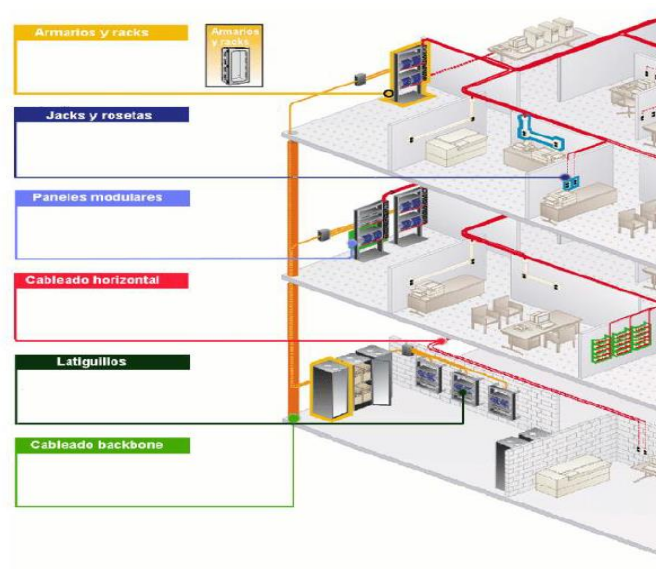 Armarios y racks
Armarios
y racks
Jacks y rosetas
Paneles modulares
Cableado horizontal
Latiguillos
Cableado backbone